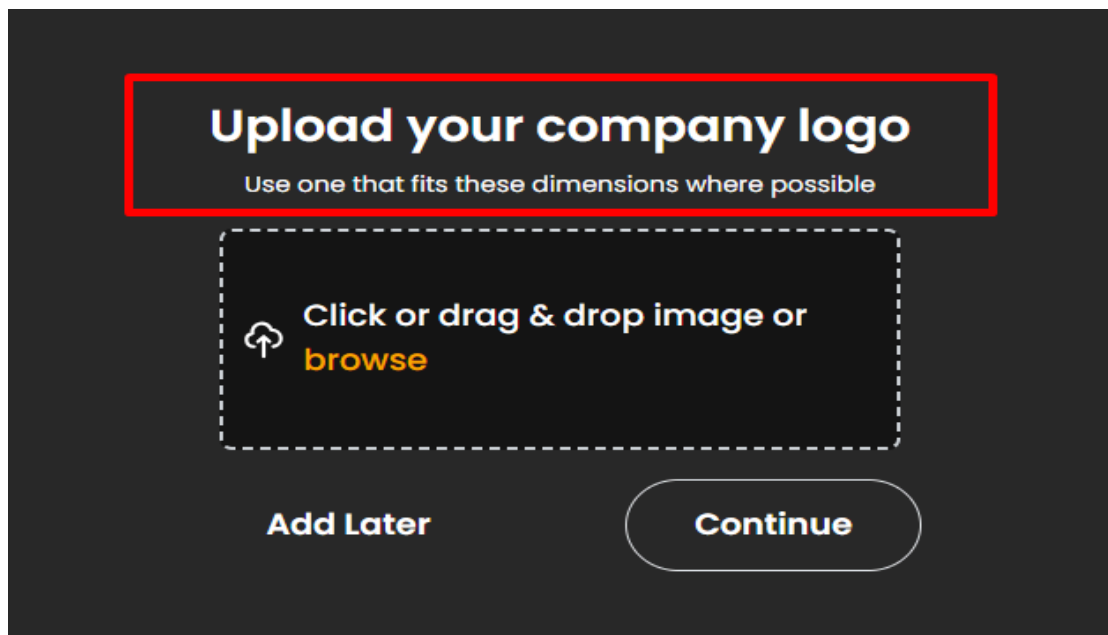 Upload your company logo
Use one that fits these dimensions where possible
Click or drag & drop image or
browse
Add Later
Continue